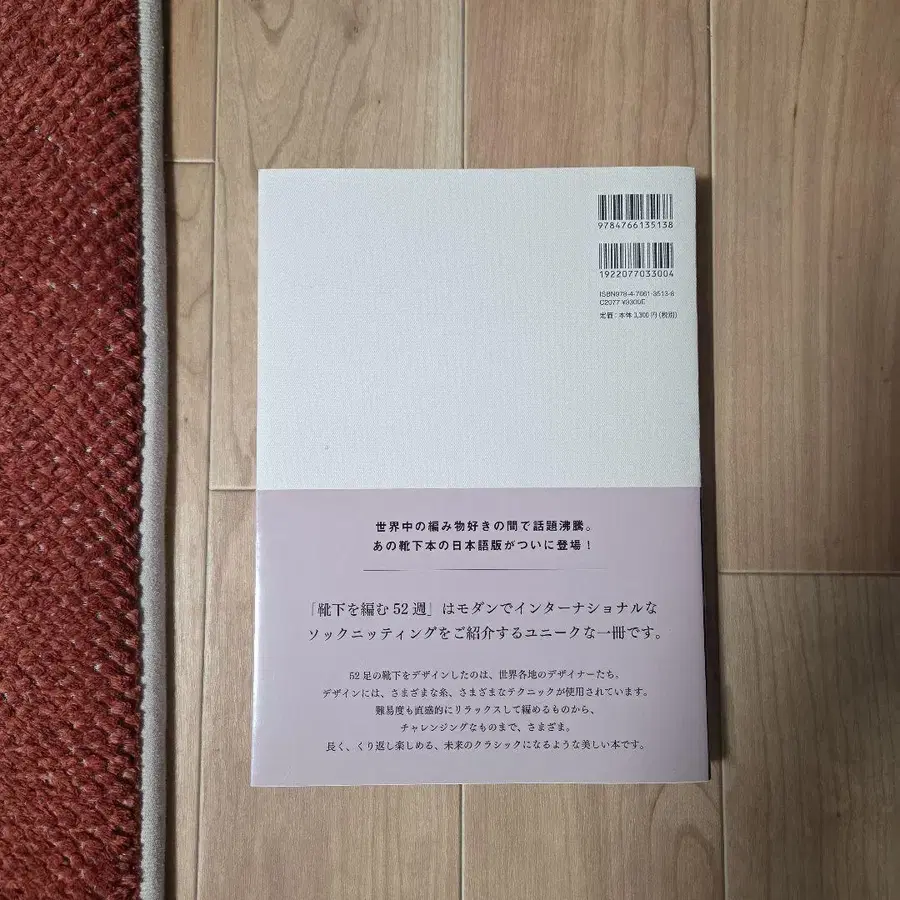 9784766135138
1922077033004
ISBN978-4-7661-3513-8
C2077 ¥3300E
定価：本体 3,300 円(税別)
世界中の編み物好きの間で話題沸騰。
あの靴下本の日本語版がついに登場！
「靴下を編む 52 週」はモダンでインターナショナルな
ソックニッティングをご紹介するユニークな一冊です。
52 足の靴下をデザインしたのは、世界各地のデザイナーたち。
デザインには、さまざまな糸、さまざまなテクニックが使用されています。
難易度も直感的にリラックスして編めるものから、
チャレンジングなものまで、さまざま。
長く、くり返し楽しめる、未来のクラシックになるような美しい本です。